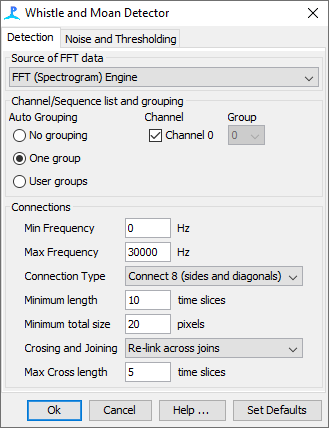 Whistle and Moan Detector
Detection Noise and Thresholding
Source of FFT data
FFT (Spectrogram) Engine
Channel/Sequence list and grouping
Auto Grouping Channel Group
No grouping Channel 0 0
One group
User groups
Connections
Min Frequency 0 Hz
Max Frequency 30000 Hz
Connection Type Connect 8 (sides and diagonals)
Minimum length 10 time slices
Minimum total size 20 pixels
Crosing and Joining Re-link across joins
Max Cross length 5 time slices
Ok Cancel Help ... Set Defaults